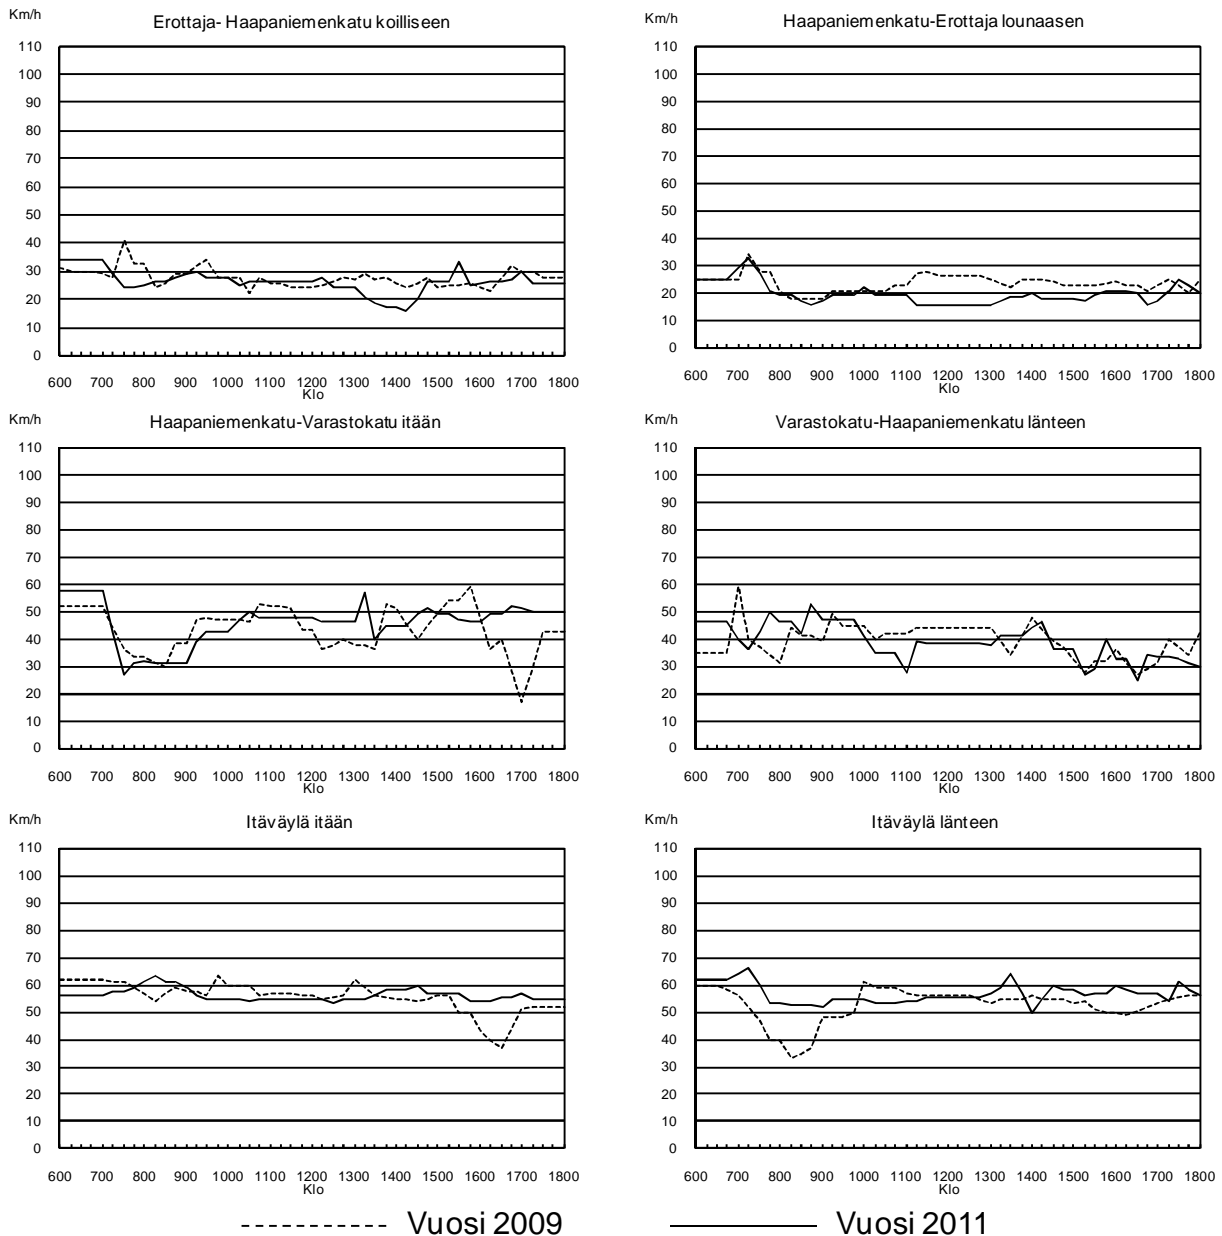 Km/h
Erottaja- Haapaniemenkatu koilliseen
110
100
90
80
70
60
50
40
30
20
10
0
600 700 800 900 1000 1100 1200 1300 1400 1500 1600 1700 1800
Klo
Km/h
Haapaniemenkatu-Erottaja lounaasen
110
100
90
80
70
60
50
40
30
20
10
0
600 700 800 900 1000 1100 1200 1300 1400 1500 1600 1700 1800
Klo
Km/h
Haapaniemenkatu-Varastokatu itään
110
100
90
80
70
60
50
40
30
20
10
0
600 700 800 900 1000 1100 1200 1300 1400 1500 1600 1700 1800
Klo
Km/h
Varastokatu-Haapaniemenkatu länteen
110
100
90
80
70
60
50
40
30
20
10
0
600 700 800 900 1000 1100 1200 1300 1400 1500 1600 1700 1800
Klo
Km/h
Itäväylä itään
110
100
90
80
70
60
50
40
30
20
10
0
600 700 800 900 1000 1100 1200 1300 1400 1500 1600 1700 1800
Klo
Km/h
Itäväylä länteen
110
100
90
80
70
60
50
40
30
20
10
0
600 700 800 900 1000 1100 1200 1300 1400 1500 1600 1700 1800
Klo
Vuosi 2009
Vuosi 2011